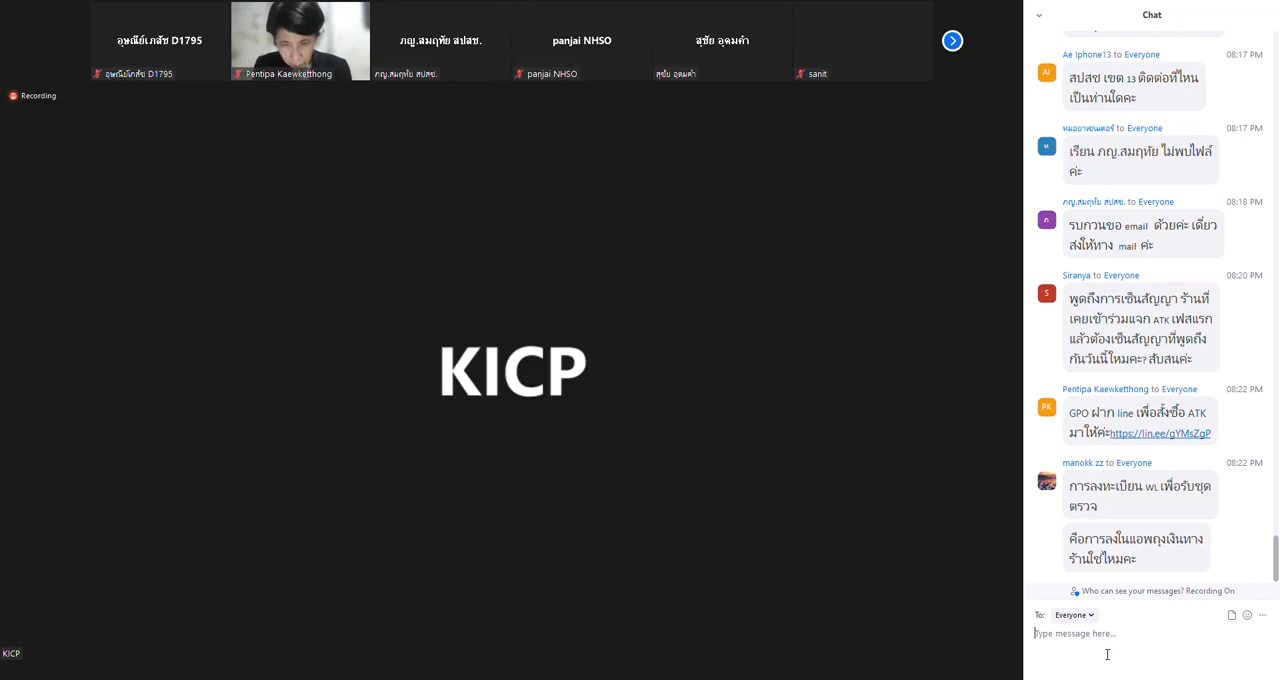 อุษณีย์เภสัช D1795
ภญ.สมฤทัย สปสช.
panjai NHSO
สุชัย อุดมคำ
อุษณีย์เภสัช D1795
Pentipa Kaewketthong
ภญ.สมฤทัย สปสช.
panjai NHSO
สุชัย อุดมคำ
sanit
Recording
KICP
KICP
Chat
Ae Iphone13 to Everyone 08:17 PM
AI
สปสช เขต 13 ติดต่อที่ไหน
เป็นท่านใดคะ
หมอยาเซนเตอร์ to Everyone 08:17 PM
ห
เรียน ภญ.สมฤทัย ไม่พบไฟล์
ค่ะ
ภญ.สมฤทัย สปสช. to Everyone 08:18 PM
ภ
รบกวนขอ email ด้วยค่ะ เดี๋ยว
ส่งให้ทาง mail ค่ะ
Siranya to Everyone 08:20 PM
S
พูดถึงการเซ็นสัญญา ร้านที่
เคยเข้าร่วมแจก ATK เฟสแรก
แล้วต้องเซ็นสัญญาที่พูดถึง
กันวันนี้ใหมคะ? สับสนค่ะ
Pentipa Kaewketthong to Everyone 08:22 PM
PK
GPO ฝาก line เพื่อสั่งซื้อ ATK
มาให้ค่ะhttps://lin.ee/gYMsZgP
manokk zz to Everyone 08:22 PM
การลงทะเบียน WL เพื่อรับชุด
ตรวจ
คือการลงในแอพถุงเงินทาง
ร้านใช่ไหมคะ
Who can see your messages? Recording On
To: Everyone
Type message here...